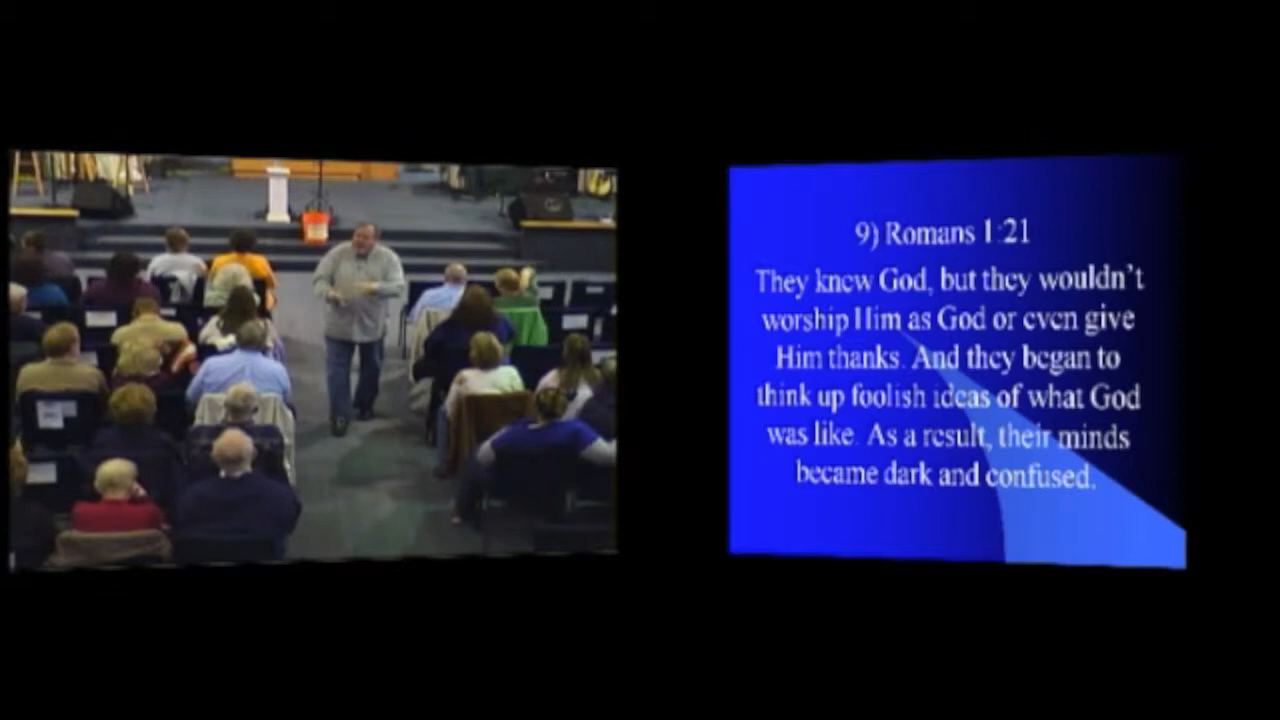 9) Romans 1:21
They knew God, but they wouldn't
worship Him as God or even give
Him thanks. And they began to
think up foolish ideas of what God
was like. As a result, their minds
became dark and confused.